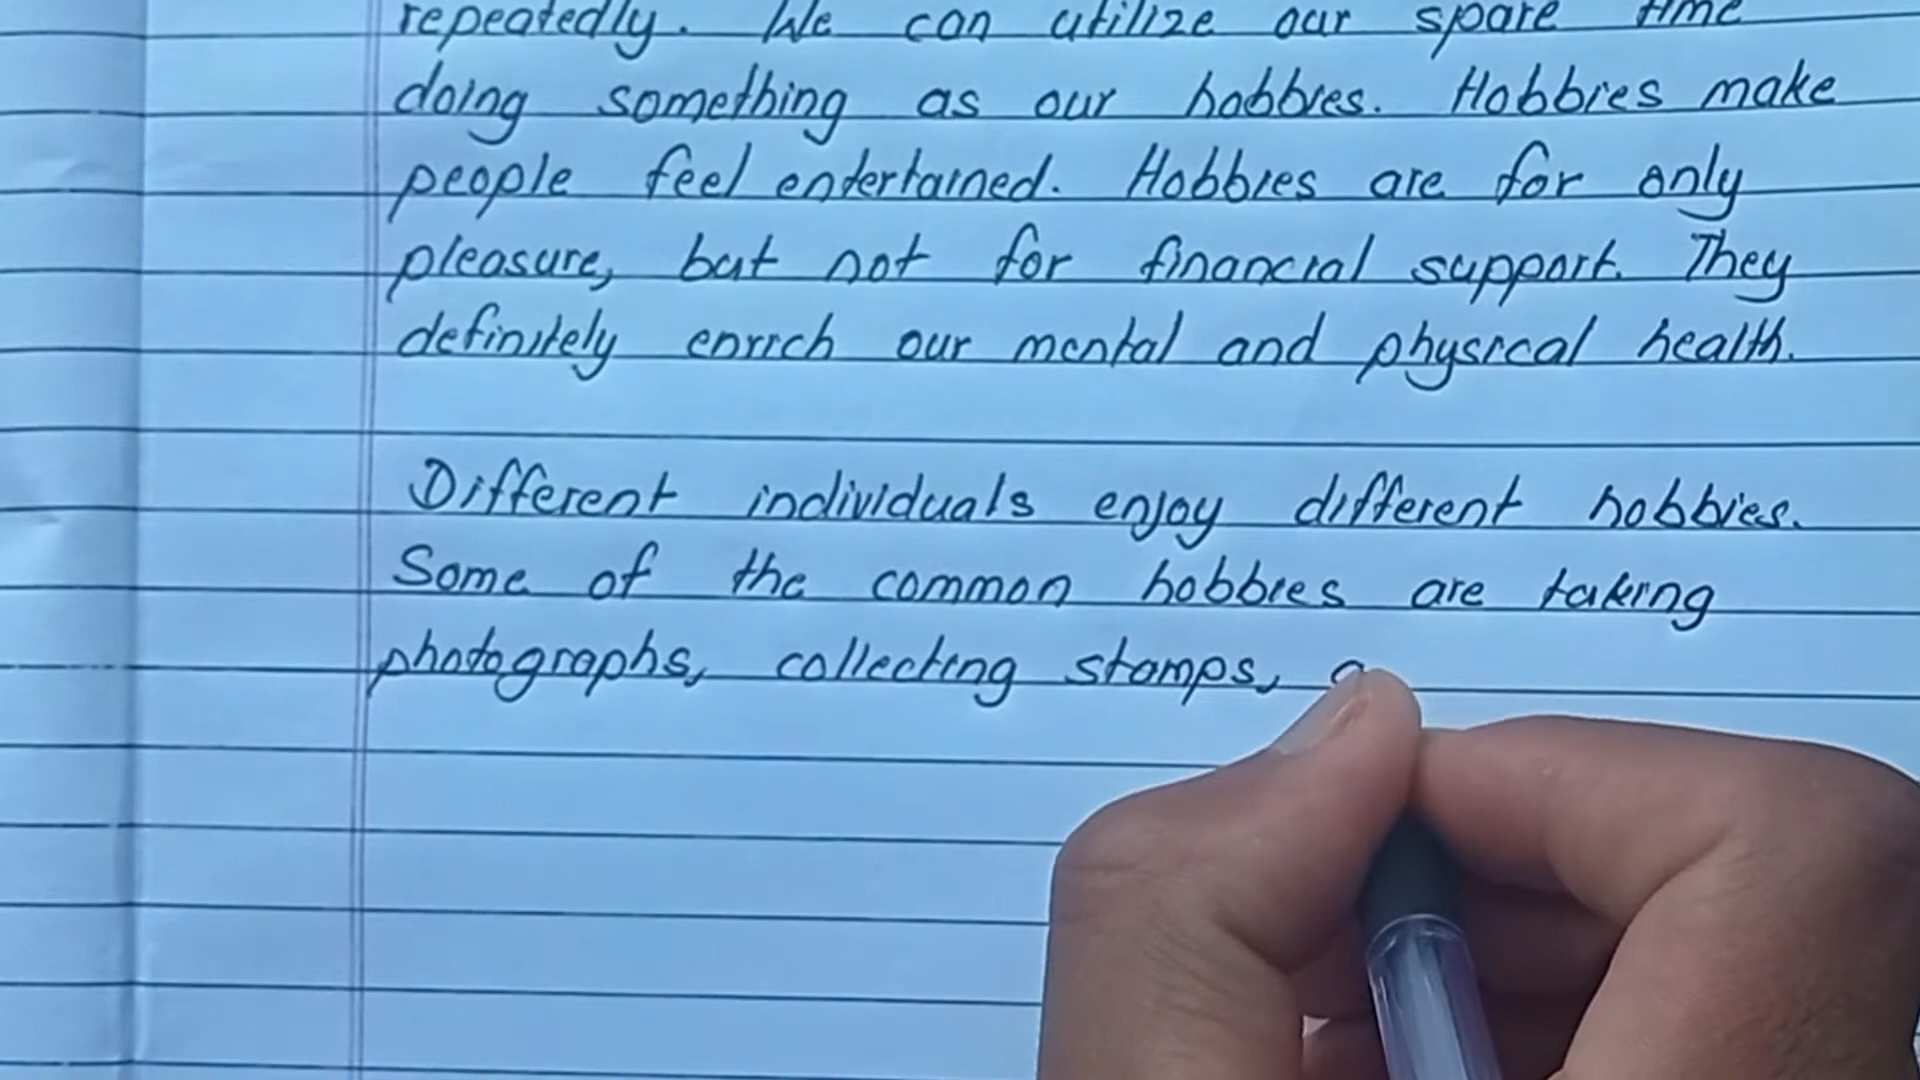 repeatedly. We can utilize our spare time
doing something as our hobbies. Hobbies make
people feel entertained. Hobbies are for only
pleasure, but not for financial support. They
definitely enrich our mental and physical health.
Different individuals enjoy different hobbies.
Some of the common hobbies are taking
photographs, collecting stamps,